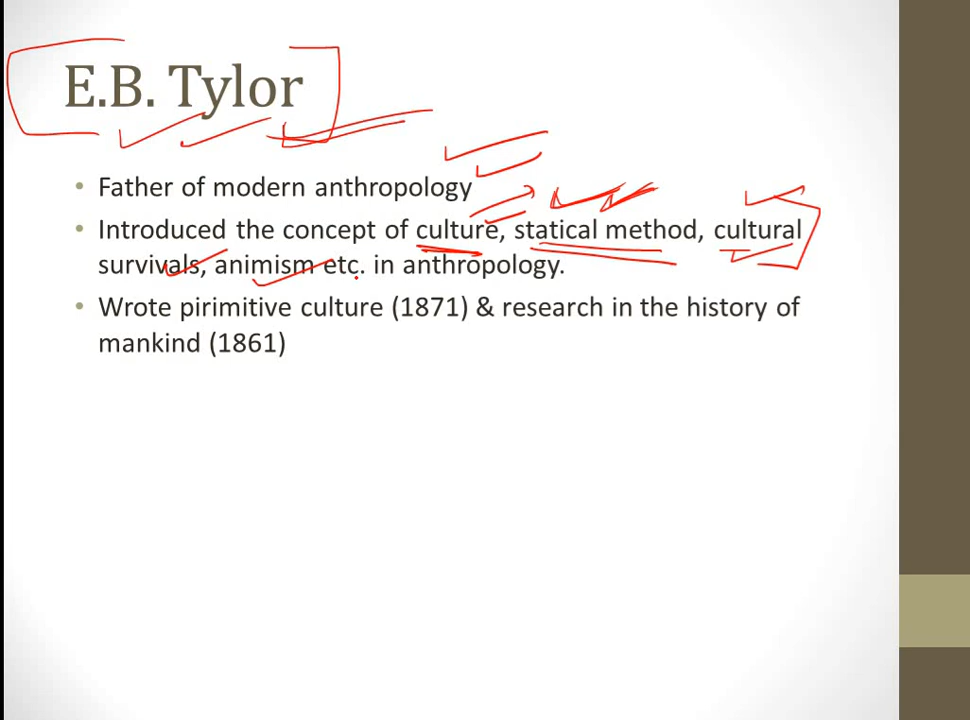 E.B. Tylor
• Father of modern anthropology
• Introduced the concept of culture, statical method, cultural
survivals, animism etc. in anthropology.
• Wrote pirimitive culture (1871) & research in the history of
mankind (1861)